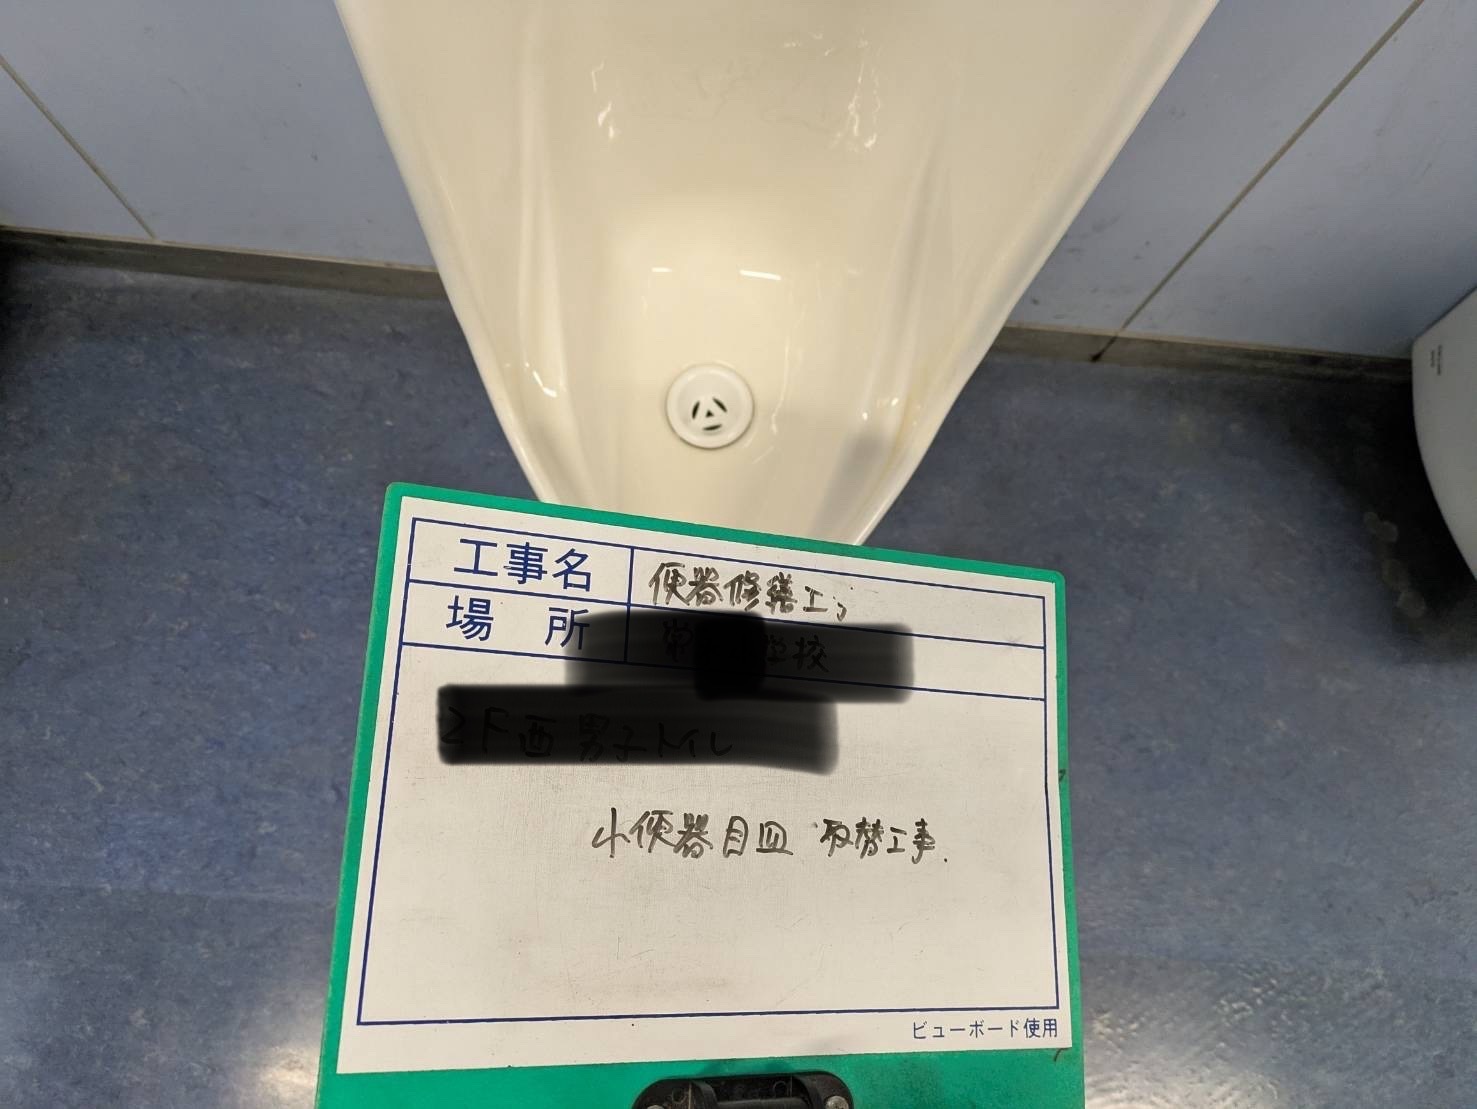 工事名 便器修繕工事
場 所 学校
2F西 男子トイレ
小便器目皿 取替工事.
ビューボード使用